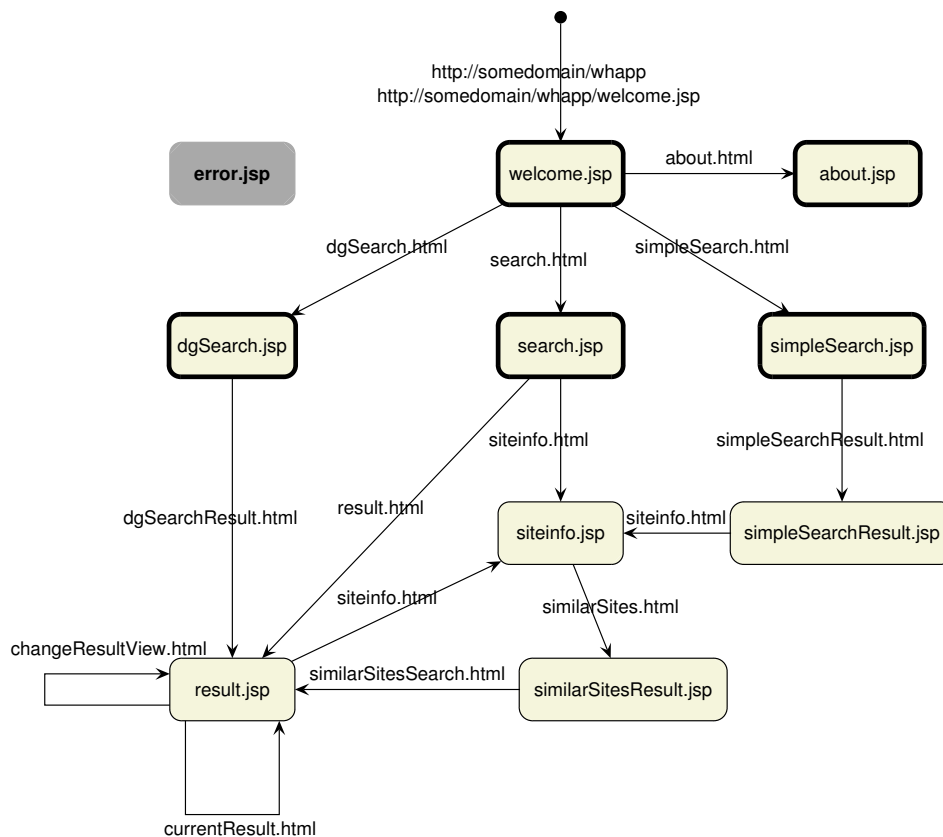 http://somedomain/whapp
http://somedomain/whapp/welcome.jsp
error.jsp
welcome.jsp
about.html
about.jsp
dgSearch.html
search.html
simpleSearch.html
dgSearch.jsp
search.jsp
simpleSearch.jsp
siteinfo.html
simpleSearchResult.html
dgSearchResult.html
result.html
siteinfo.jsp
siteinfo.html
simpleSearchResult.jsp
siteinfo.html
similarSites.html
changeResultView.html
result.jsp
similarSitesSearch.html
similarSitesResult.jsp
currentResult.html